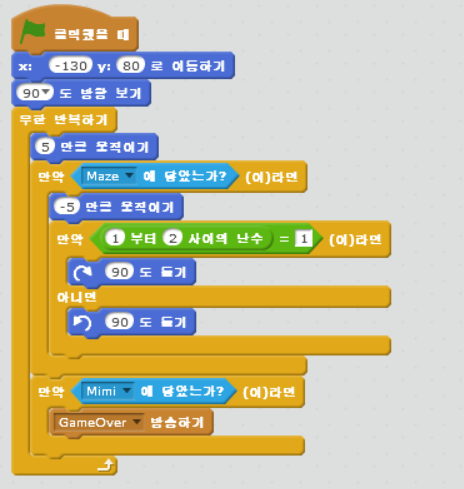 클릭했을 때
x: -130 y: 80 로 이동하기
90 도 방향 보기
무한 반복하기
5 만큼 움직이기
만약 Maze 에 닿았는가? (이)라면
-5 만큼 움직이기
만약 1 부터 2 사이의 난수 = 1 (이)라면
90 도 돌기
아니면
90 도 돌기
만약 Mimi 에 닿았는가? (이)라면
GameOver 방송하기